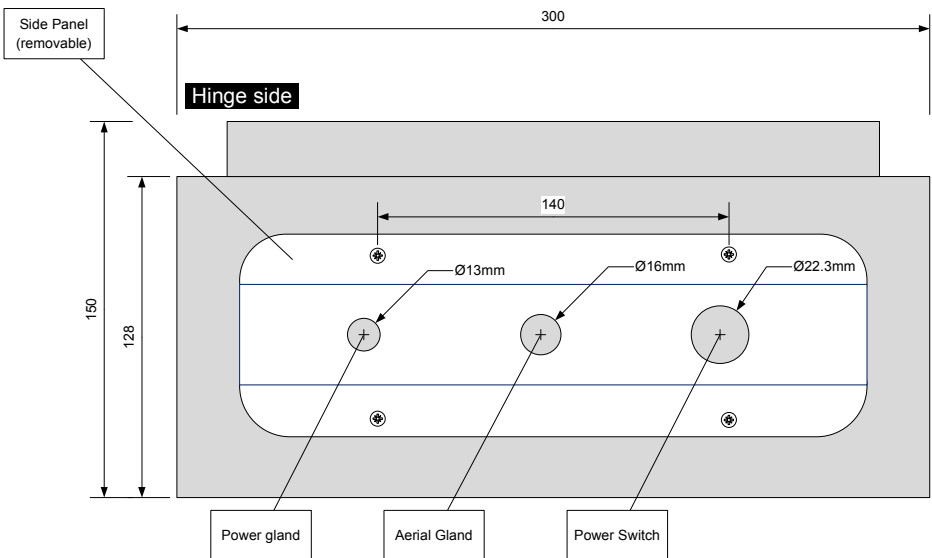 300
Side Panel
(removable)
Hinge side
140
Ø13mm
Ø16mm
Ø22.3mm
150
128
Power gland
Aerial Gland
Power Switch